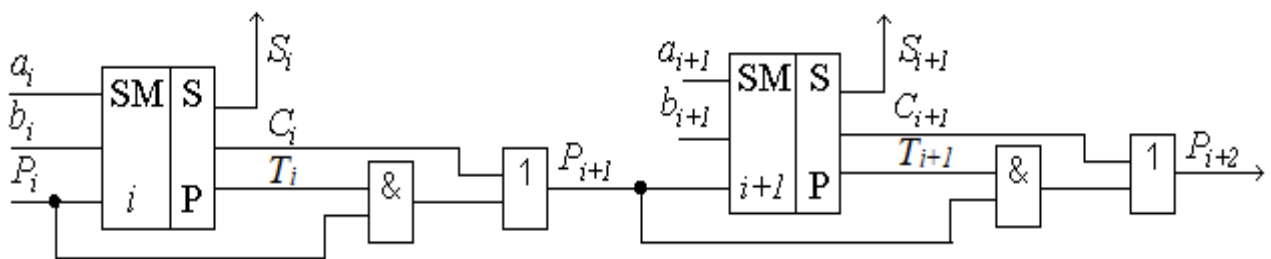 a_i
b_i
P_i
SM S
i P
S_i
C_i
T_i
&
1
P_{i+1}
a_{i+1}
b_{i+1}
SM S
i+1 P
S_{i+1}
C_{i+1}
T_{i+1}
&
1
P_{i+2}